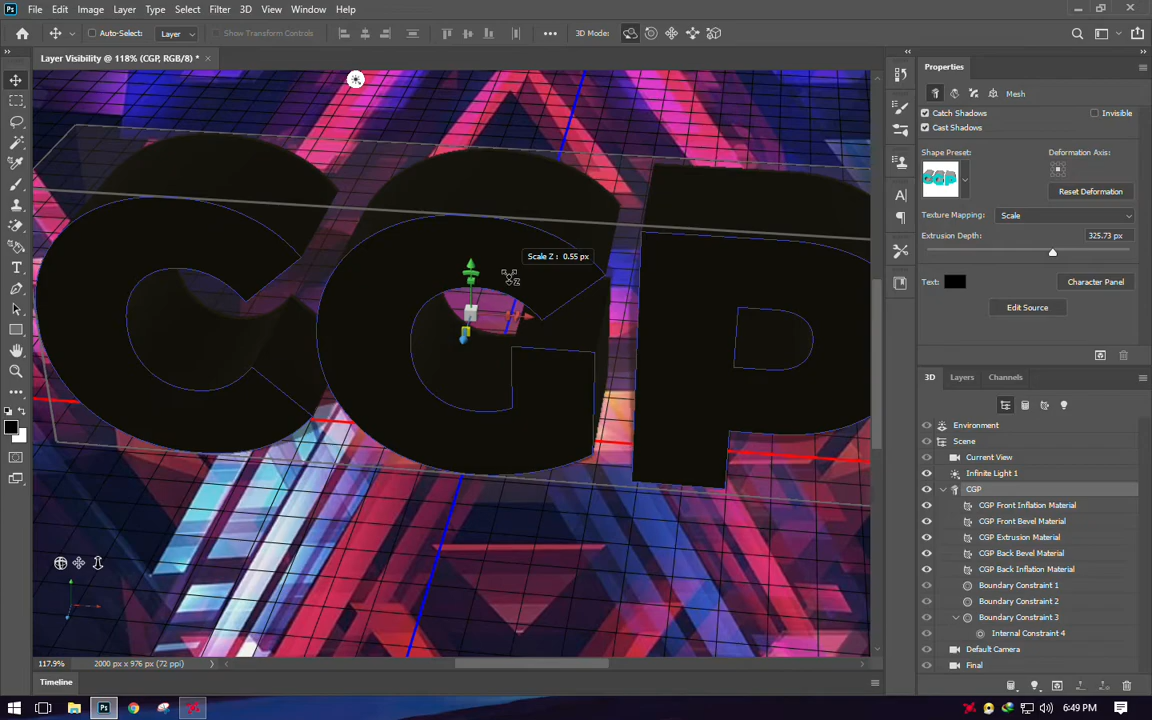 Ps File Edit Image Layer Type Select Filter 3D View Window Help
Auto-Select: Layer Show Transform Controls 3D Mode:
Layer Visibility @ 118% (CGP, RGB/8) *
Properties
Mesh
Catch Shadows Invisible
Cast Shadows
Shape Preset: Deformation Axis:
CGP
Reset Deformation
Texture Mapping: Scale
Extrusion Depth: 325.73 px
Text: Character Panel
Edit Source
CGP
Scale Z : 0.55 px
3D Layers Channels
Environment
Scene
Current View
Infinite Light 1
CGP
CGP Front Inflation Material
CGP Front Bevel Material
CGP Extrusion Material
CGP Back Bevel Material
CGP Back Inflation Material
Boundary Constraint 1
Boundary Constraint 2
Boundary Constraint 3
Internal Constraint 4
Default Camera
Final
117.9% 2000 px x 976 px (72 ppi)
Timeline
Ps
6:49 PM